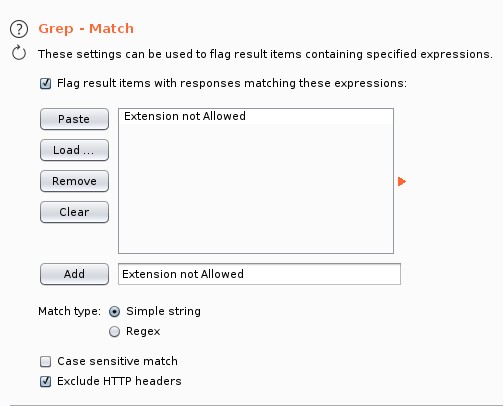 ? Grep - Match
These settings can be used to flag result items containing specified expressions.
Flag result items with responses matching these expressions:
Paste
Extension not Allowed
Load ...
Remove
Clear
Add
Extension not Allowed
Match type:
Simple string
Regex
Case sensitive match
Exclude HTTP headers